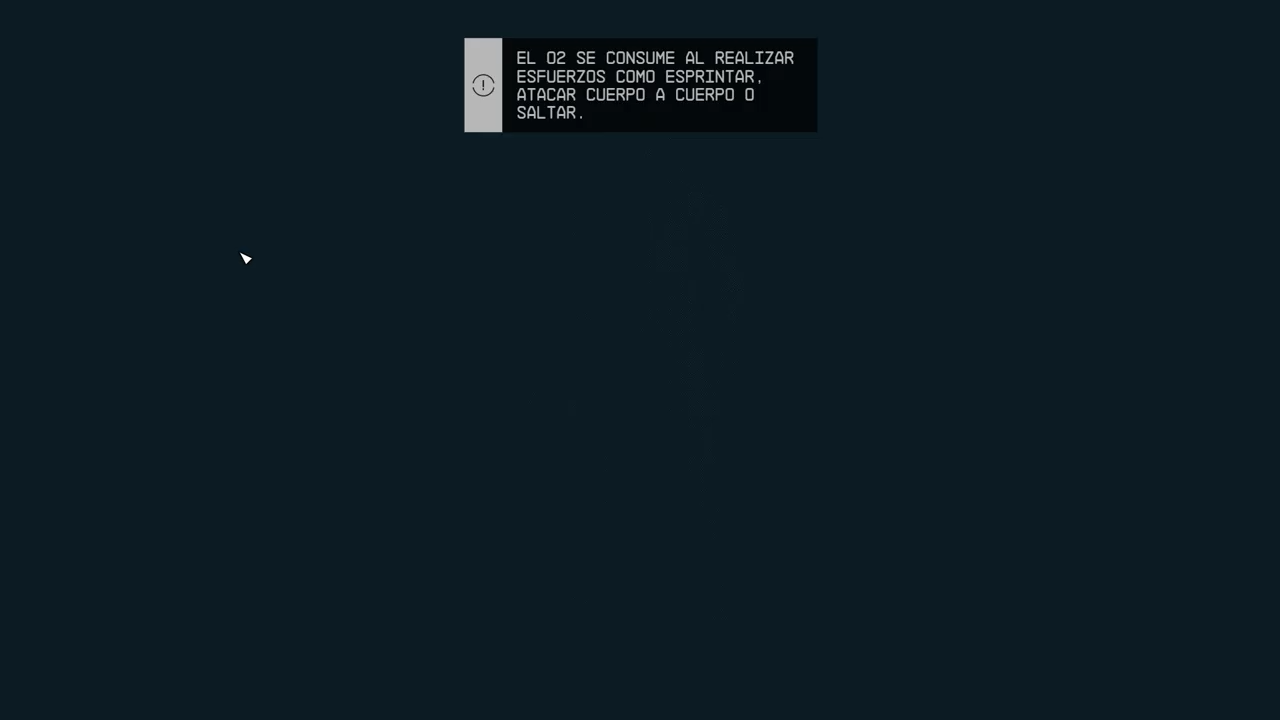 EL O2 SE CONSUME AL REALIZAR
ESFUERZOS COMO ESPRINTAR,
ATACAR CUERPO A CUERPO O
SALTAR.